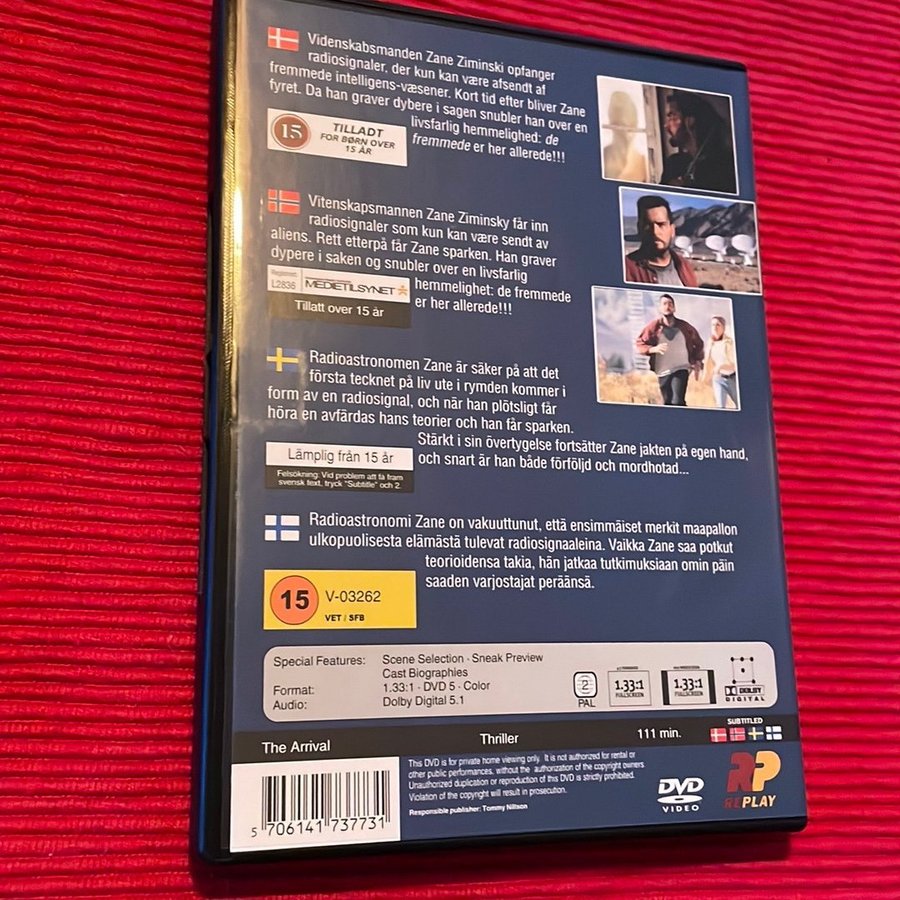 Videnskabsmanden Zane Ziminski opfanger
radiosignaler, der kun kan være afsendt af
fremmede intelligens-væsener. Kort tid efter bliver Zane
fyret. Da han graver dybere i sagen snubler han over en
livsfarlig hemmelighed: de
fremmede er her allerede!!!
15
TILLADT
FOR BØRN OVER
15 ÅR
Vitenskapsmannen Zane Ziminsky får inn
radiosignaler som kun kan være sendt av
aliens. Rett etterpå får Zane sparken. Han graver
dypere i saken og snubler over en livsfarlig
hemmelighet: de fremmede
er her allerede!!!
L2836
MEDIETILSYNET
Tillatt over 15 år
Radioastronomen Zane är säker på att det
första tecknet på liv ute i rymden kommer i
form av en radiosignal, och när han plötsligt får
höra en avfärdas hans teorier och han får sparken.
Stärkt i sin övertygelse fortsätter Zane jakten på egen hand,
och snart är han både förföljd och mordhotad...
Lämplig från 15 år
Felsökning: Vid problem att få fram
svensk text, tryck "Subtitle" och 2.
Radioastronomi Zane on vakuuttunut, että ensimmäiset merkit maapallon
ulkopuolisesta elämästä tulevat radiosignaaleina. Vaikka Zane saa potkut
teorioidensa takia, hän jatkaa tutkimuksiaan omin päin
saaden varjostajat peräänsä.
15
V-03262
VET / SFB
Special Features: Scene Selection · Sneak Preview
Cast Biographies
Format: 1.33:1 · DVD 5 · Color
Audio: Dolby Digital 5.1
2
PAL
1.33:1
FULLSCREEN
1.33:1
FULLSCREEN
DOLBY
DIGITAL
The Arrival
Thriller
111 min.
SUBTITLED
5 706141 737731
This DVD is for private home viewing only. It is not authorized for rental or
other public performances, without the authorization of the copyright owners.
Unauthorized duplication or reproduction of this DVD is strictly prohibited.
Violation of the copyright will result in prosecution.
Responsible publisher: Tommy Nillson
DVD
VIDEO
RP
REPLAY